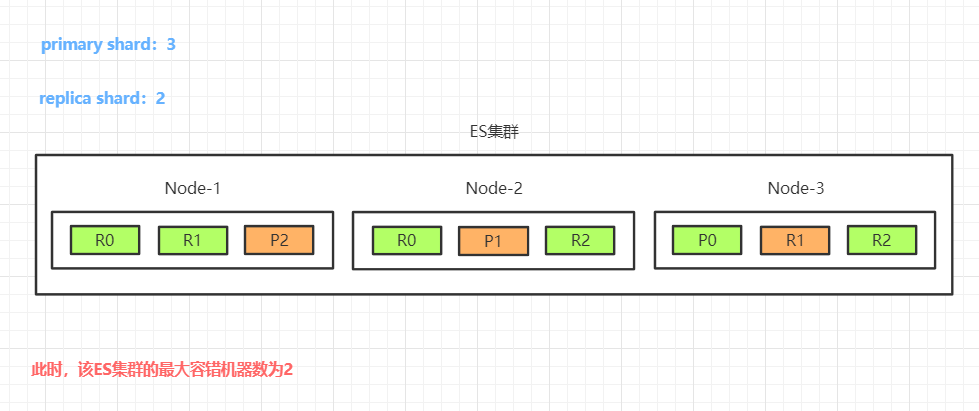 primary shard：3
replica shard：2
ES集群
Node-1 Node-2 Node-3
R0 R1 P2 R0 P1 R2 P0 R1 R2
此时，该ES集群的最大容错机器数为2